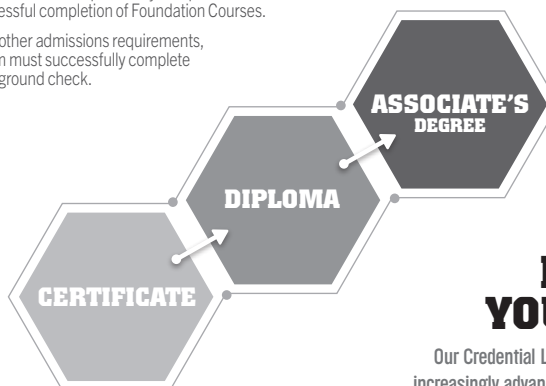 essful completion of Foundation Courses.
other admissions requirements,
must successfully complete
ground check.
ASSOCIATE'S
DEGREE
DIPLOMA
CERTIFICATE
YOU
Our Credential L
increasingly advan